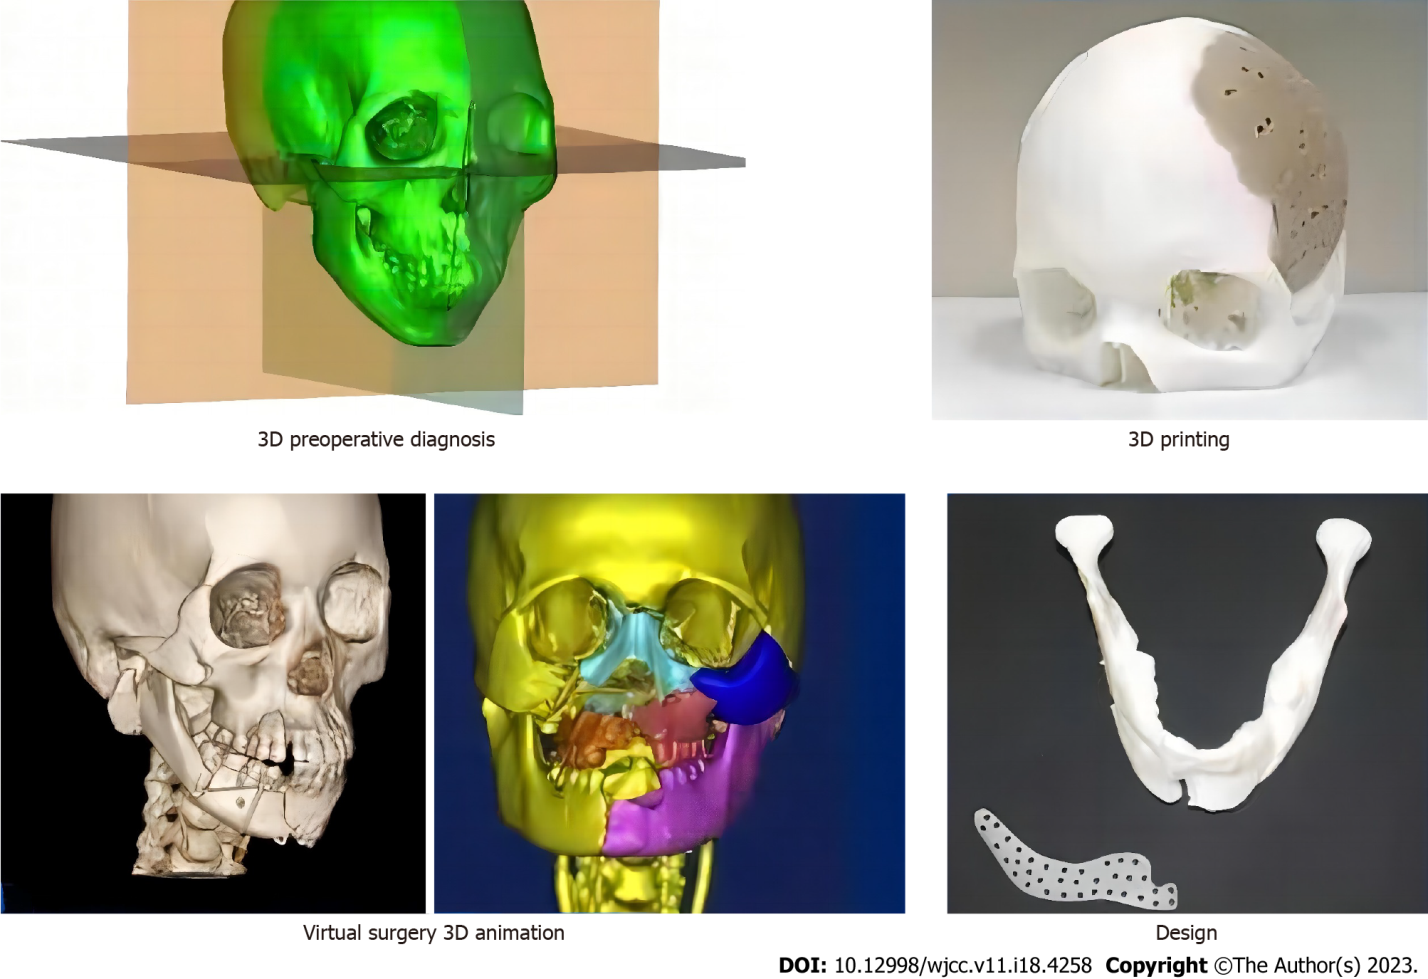 3D preoperative diagnosis
3D printing
Virtual surgery 3D animation
Design
DOI: 10.12998/wjcc.v11.i18.4258 Copyright ©The Author(s) 2023.